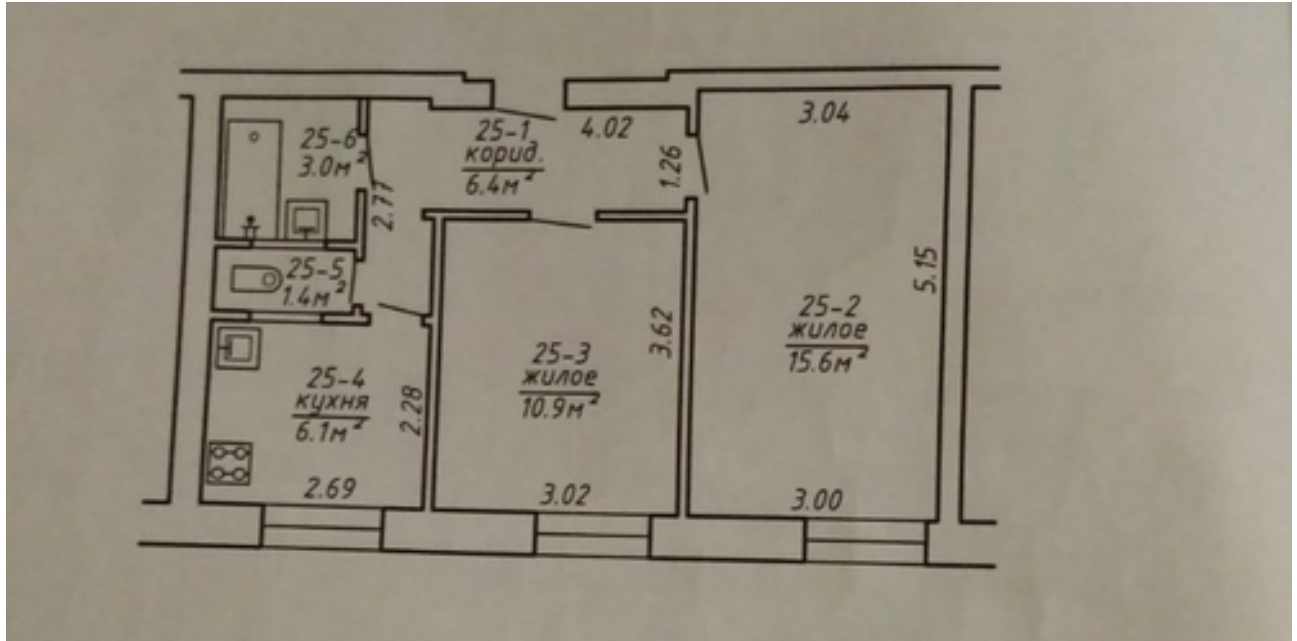 25-6
3.0м²
25-1
корид.
6.4м²
4.02
1.26
3.04
2.77
25-5
1.4м²
25-4
кухня
6.1м²
2.28
2.69
25-3
жилое
10.9м²
3.62
3.02
25-2
жилое
15.6м²
5.15
3.00